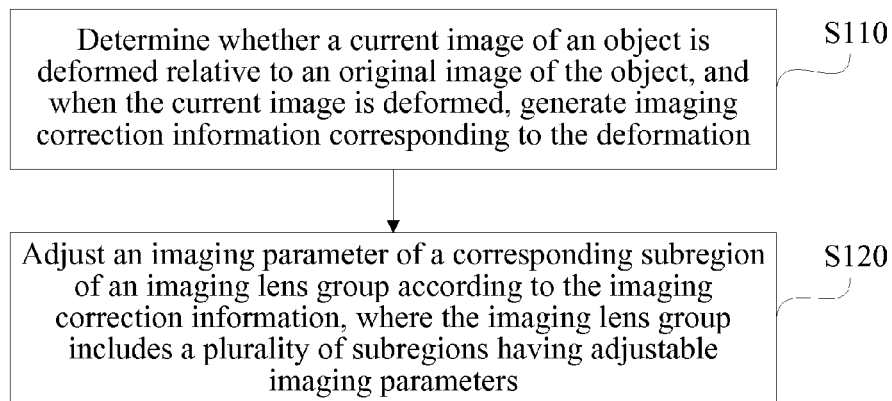 Determine whether a current image of an object is
deformed relative to an original image of the object, and
when the current image is deformed, generate imaging
correction information corresponding to the deformation
S110
Adjust an imaging parameter of a corresponding subregion
of an imaging lens group according to the imaging
correction information, where the imaging lens group
includes a plurality of subregions having adjustable
imaging parameters
S120